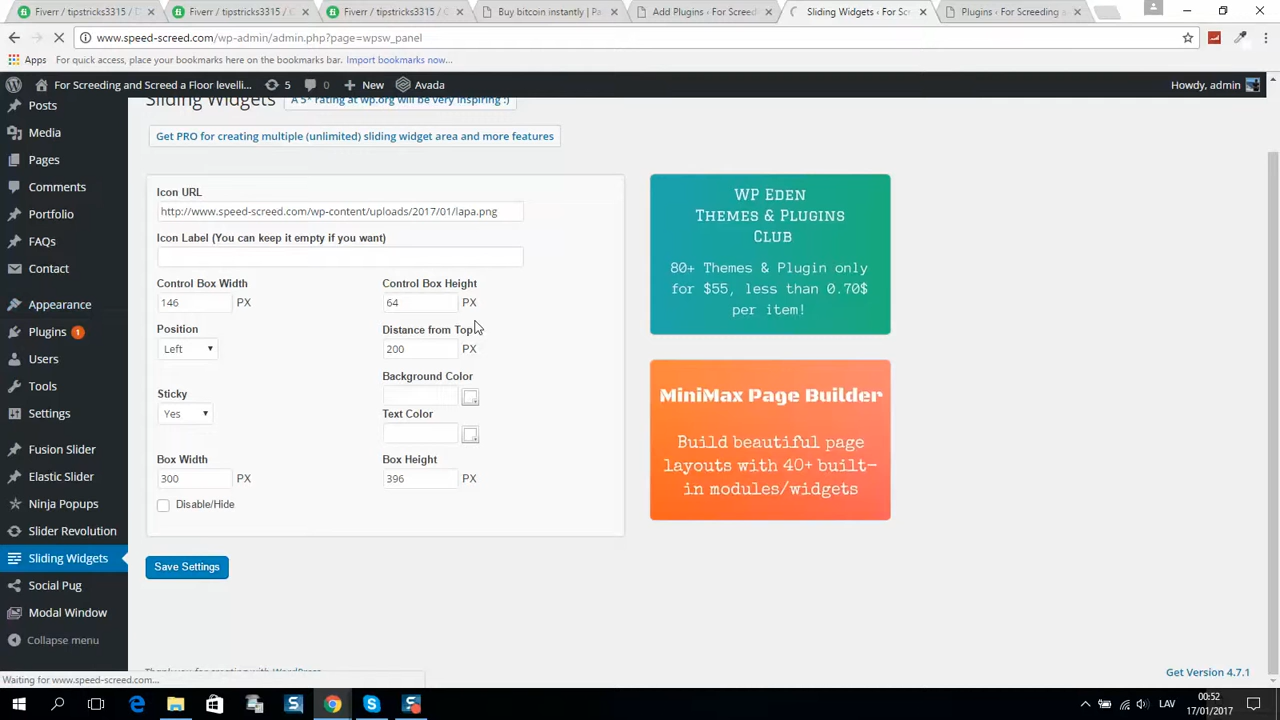 Fiverr / tipstricks3315 / D
Fiverr / tipstricks3315 / C
Fiverr / tipstricks3315 / C
Buy bitcoin instantly | Pa
Add Plugins ‹ For Screed
Sliding Widgets ‹ For Sc
Plugins ‹ For Screeding a
www.speed-screed.com/wp-admin/admin.php?page=wpsw_panel
Apps
For quick access, place your bookmarks here on the bookmarks bar. Import bookmarks now...
For Screeding and Screed a Floor levelli...
5
0
New
Avada
Howdy, admin
Posts
Media
Pages
Comments
Portfolio
FAQs
Contact
Appearance
Plugins 1
Users
Tools
Settings
Fusion Slider
Elastic Slider
Ninja Popups
Slider Revolution
Sliding Widgets
Social Pug
Modal Window
Collapse menu
Sliding Widgets
A 5* rating at wp.org will be very inspiring :)
Get PRO for creating multiple (unlimited) sliding widget area and more features
Icon URL
http://www.speed-screed.com/wp-content/uploads/2017/01/lapa.png
Icon Label (You can keep it empty if you want)
Control Box Width
146 PX
Control Box Height
64 PX
Position
Left
Distance from Top
200 PX
Sticky
Yes
Background Color
Text Color
Box Width
300 PX
Box Height
396 PX
Disable/Hide
Save Settings
WP Eden
Themes & Plugins
Club
80+ Themes & Plugin only
for $55, less than 0.70$
per item!
MiniMax Page Builder
Build beautiful page
layouts with 40+ built-
in modules/widgets
Thank you for creating with WordPress
Get Version 4.7.1
Waiting for www.speed-screed.com...
LAV
00:52
17/01/2017